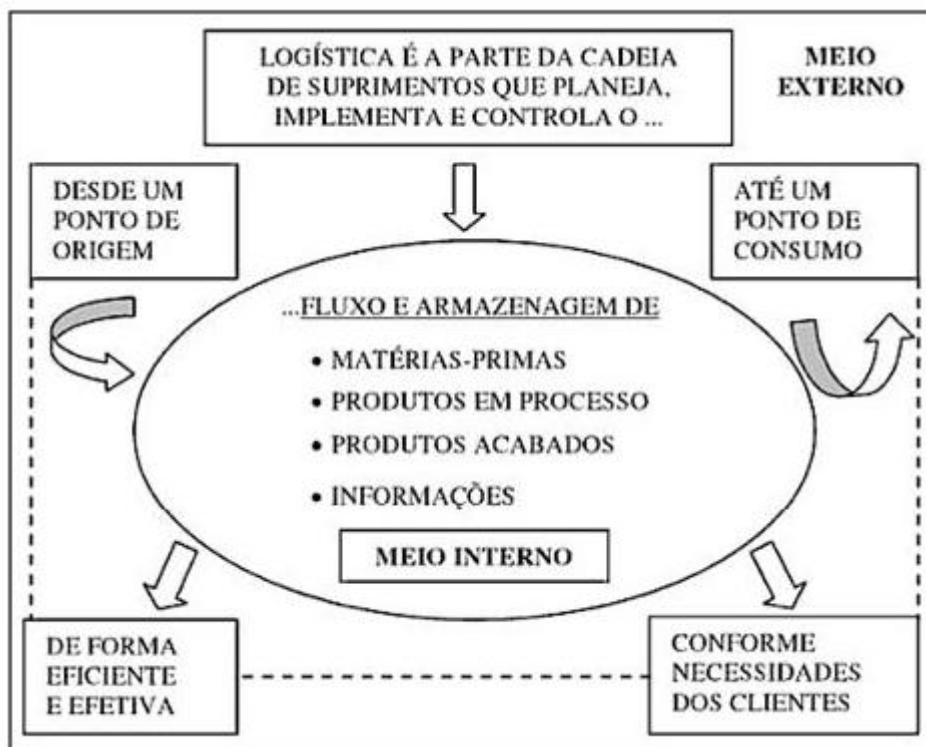 LOGÍSTICA É A PARTE DA CADEIA
DE SUPRIMENTOS QUE PLANEJA,
IMPLEMENTA E CONTROLA O ...
MEIO
EXTERNO
DESDE UM
PONTO DE
ORIGEM
ATÉ UM
PONTO DE
CONSUMO
...FLUXO E ARMAZENAGEM DE
• MATÉRIAS-PRIMAS
• PRODUTOS EM PROCESSO
• PRODUTOS ACABADOS
• INFORMAÇÕES
MEIO INTERNO
DE FORMA
EFICIENTE
E EFETIVA
CONFORME
NECESSIDADES
DOS CLIENTES